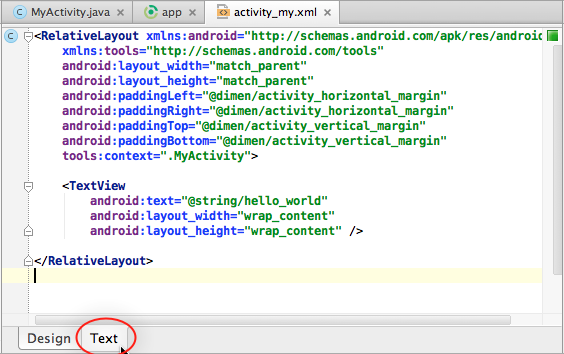 MyActivity.java × app × activity_my.xml ×
C <RelativeLayout xmlns:android="http://schemas.android.com/apk/res/android
xmlns:tools="http://schemas.android.com/tools"
android:layout_width="match_parent"
android:layout_height="match_parent"
android:paddingLeft="@dimen/activity_horizontal_margin"
android:paddingRight="@dimen/activity_horizontal_margin"
android:paddingTop="@dimen/activity_vertical_margin"
android:paddingBottom="@dimen/activity_vertical_margin"
tools:context=".MyActivity">
<TextView
android:text="@string/hello_world"
android:layout_width="wrap_content"
android:layout_height="wrap_content" />
</RelativeLayout>
Design Text